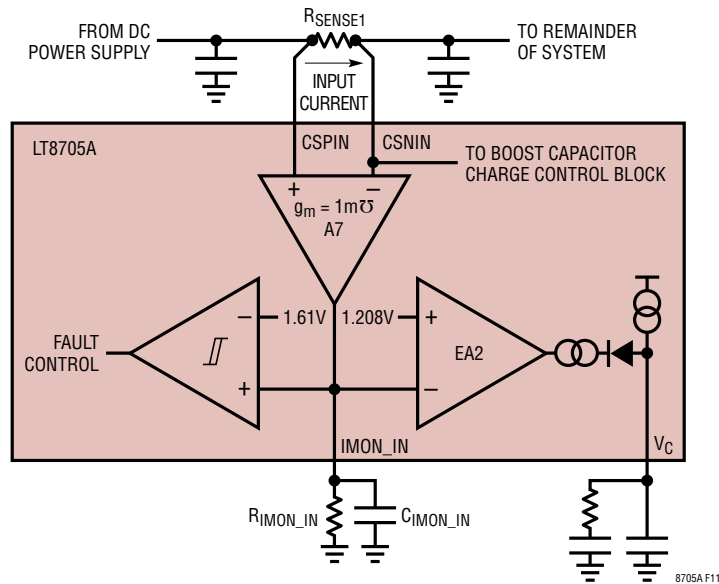 RSENSE1
FROM DC
POWER SUPPLY
TO REMAINDER
OF SYSTEM
INPUT
CURRENT
LT8705A
CSPIN
CSNIN
TO BOOST CAPACITOR
CHARGE CONTROL BLOCK
+
–
gm = 1m℧
A7
FAULT
CONTROL
–
1.61V
1.208V
+
EA2
+
–
IMON_IN
VC
RIMON_IN
CIMON_IN
8705A F11